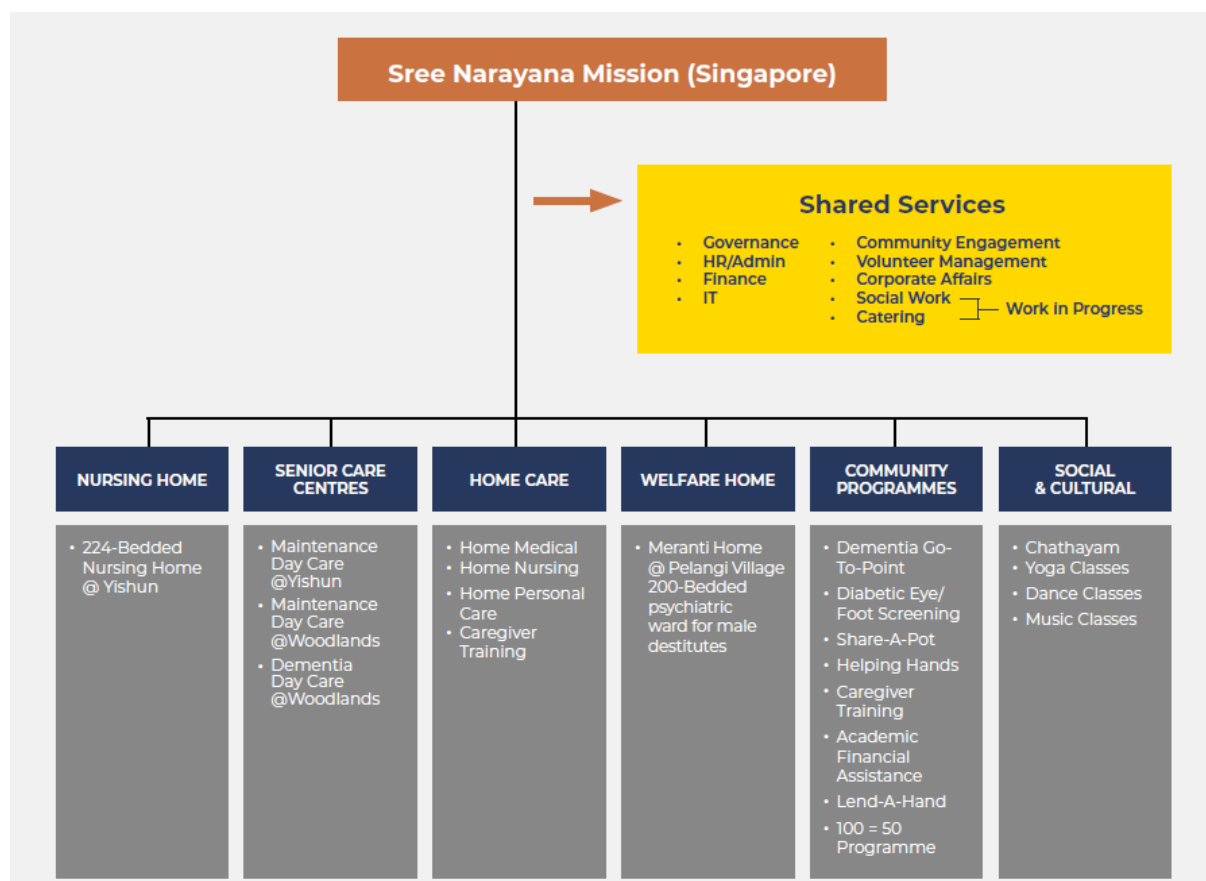 Sree Narayana Mission (Singapore)
Shared Services
• Governance
• HR/Admin
• Finance
• IT
• Community Engagement
• Volunteer Management
• Corporate Affairs
• Social Work
• Catering
Work in Progress
NURSING HOME
• 224-Bedded
Nursing Home
@ Yishun
SENIOR CARE
CENTRES
• Maintenance
Day Care
@Yishun
• Maintenance
Day Care
@Woodlands
• Dementia
Day Care
@Woodlands
HOME CARE
• Home Medical
• Home Nursing
• Home Personal
Care
• Caregiver
Training
WELFARE HOME
• Meranti Home
@ Pelangi Village
200-Bedded
psychiatric
ward for male
destitutes
COMMUNITY
PROGRAMMES
• Dementia Go-
To-Point
• Diabetic Eye/
Foot Screening
• Share-A-Pot
• Helping Hands
• Caregiver
Training
• Academic
Financial
Assistance
• Lend-A-Hand
• 100 = 50
Programme
SOCIAL
& CULTURAL
• Chathayam
• Yoga Classes
• Dance Classes
• Music Classes